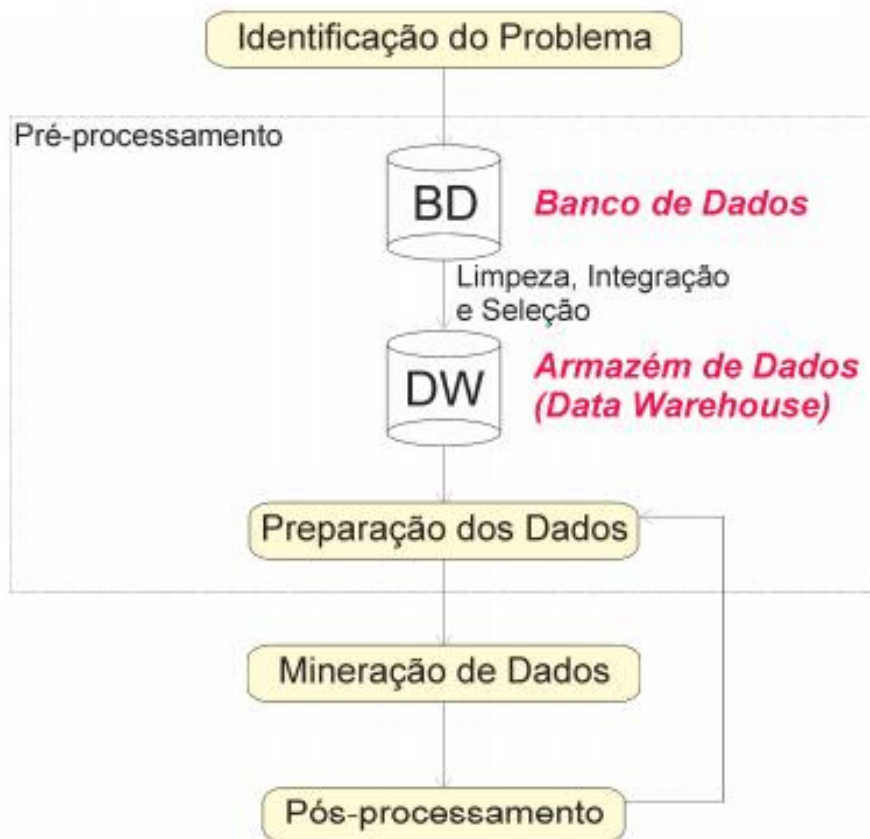 Identificação do Problema
Pré-processamento
BD
Banco de Dados
Limpeza, Integração
e Seleção
DW
Armazém de Dados
(Data Warehouse)
Preparação dos Dados
Mineração de Dados
Pós-processamento